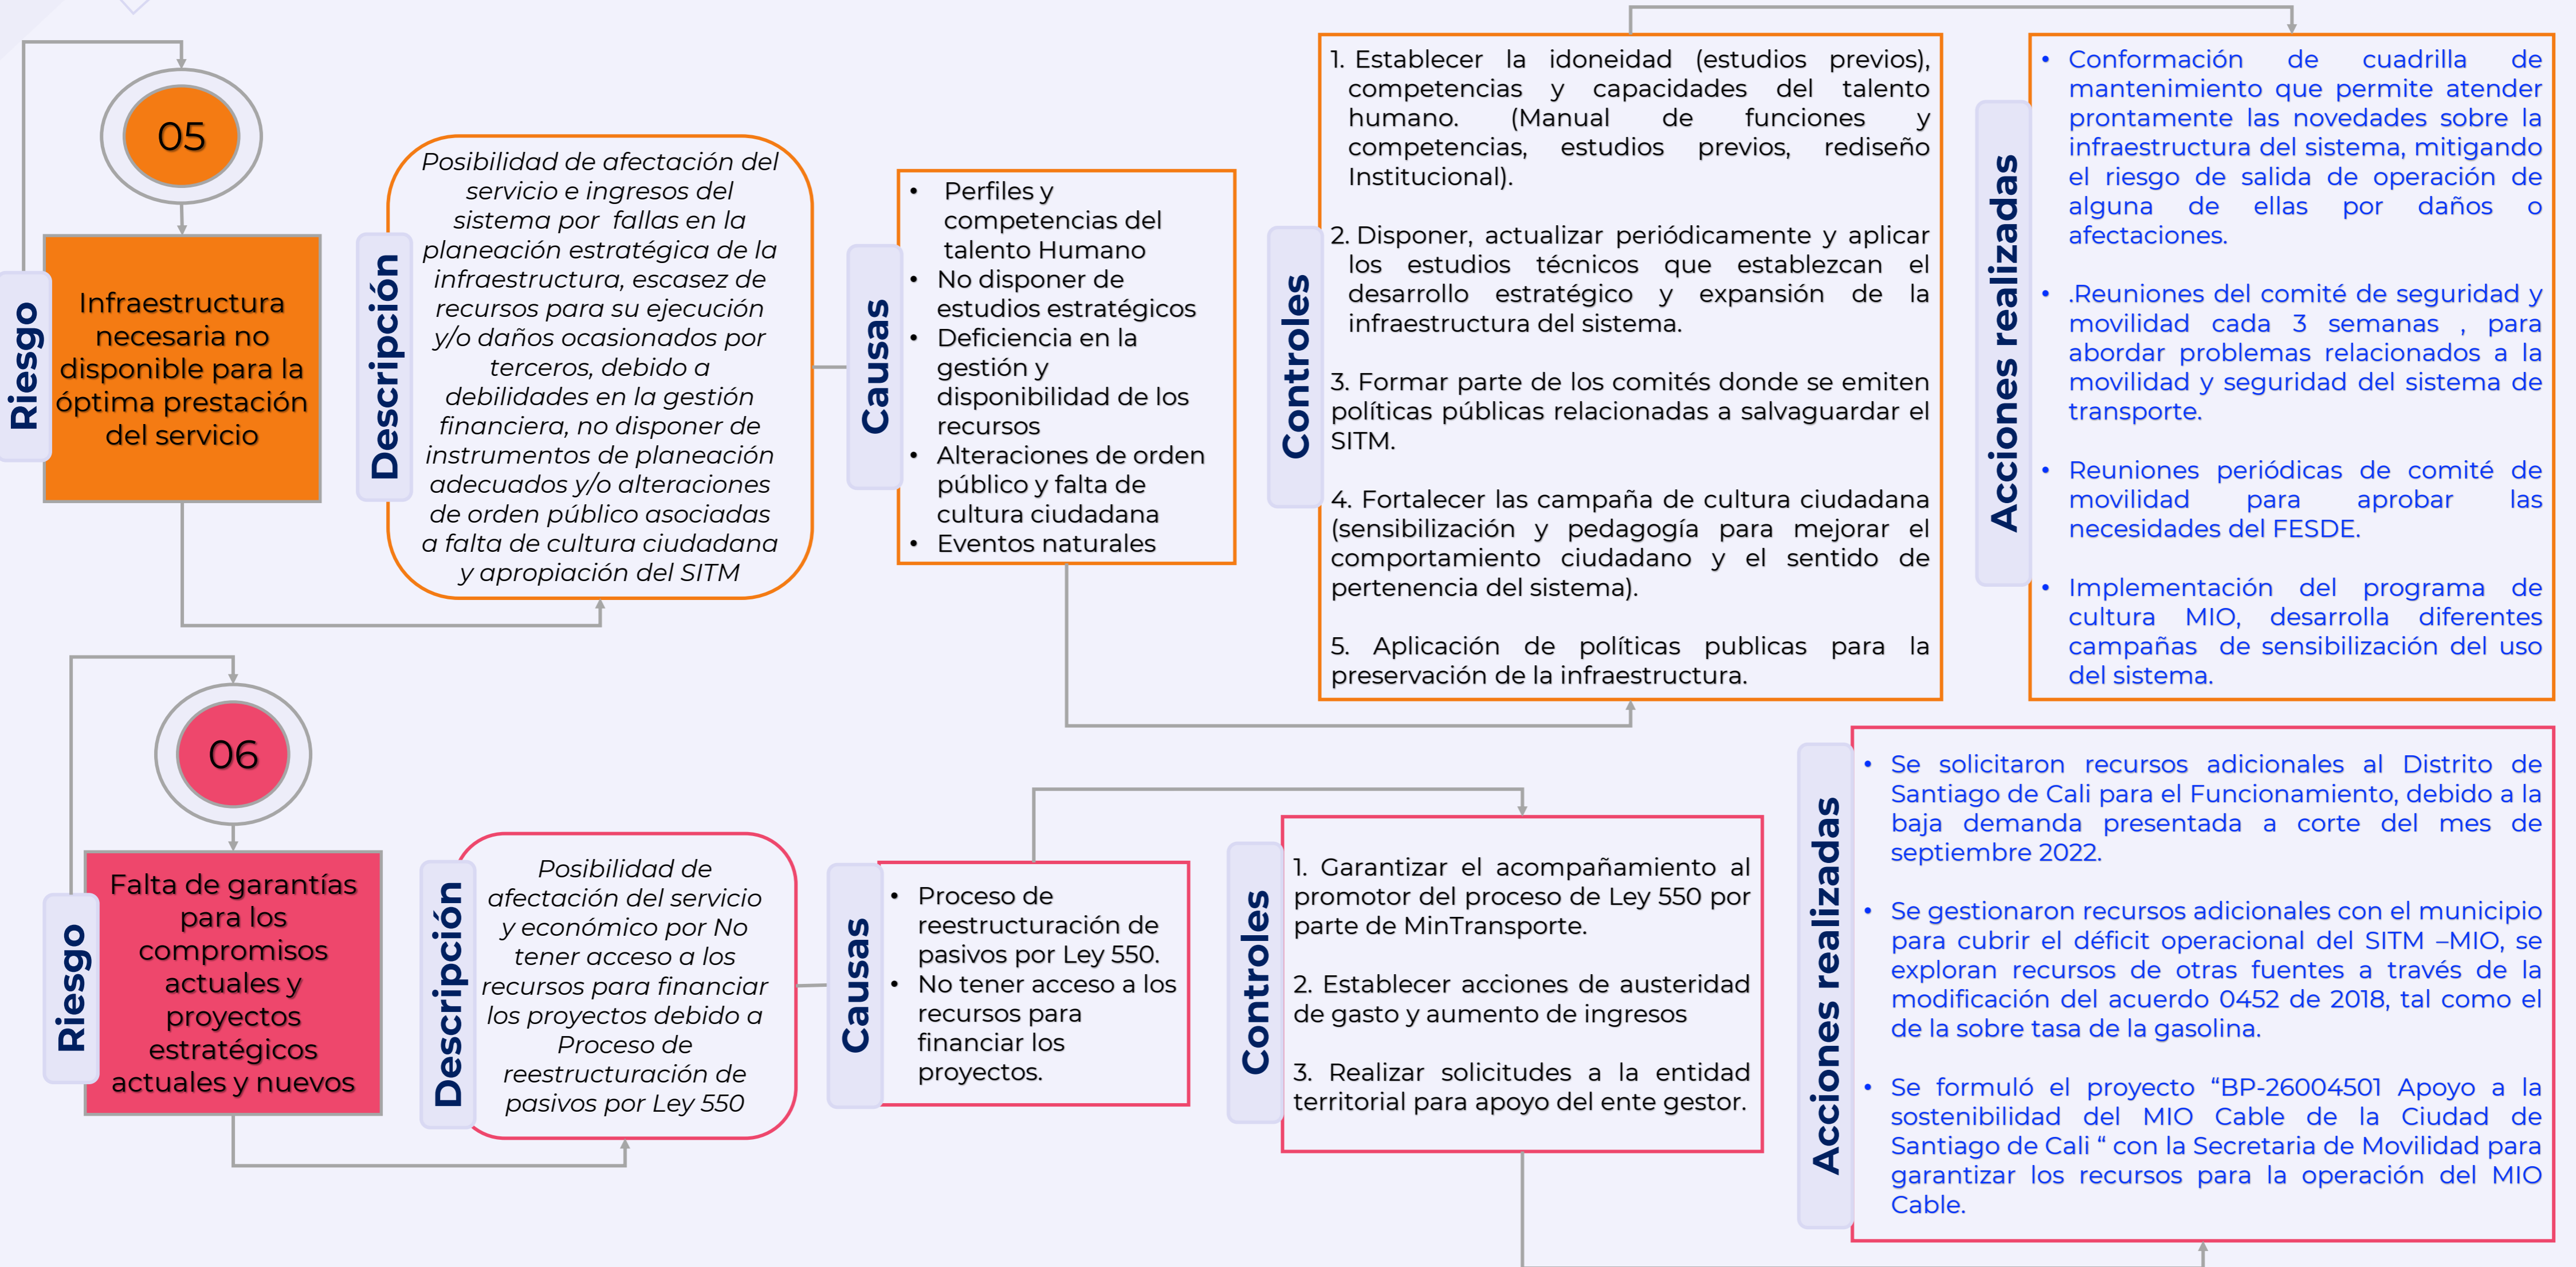 05
Riesgo
Infraestructura
necesaria no
disponible para la
óptima prestación
del servicio
Descripción
Posibilidad de afectación del
servicio e ingresos del
sistema por fallas en la
planeación estratégica de la
infraestructura, escasez de
recursos para su ejecución
y/o daños ocasionados por
terceros, debido a
debilidades en la gestión
financiera, no disponer de
instrumentos de planeación
adecuados y/o alteraciones
de orden público asociadas
a falta de cultura ciudadana
y apropiación del SITM
Causas
• Perfiles y
competencias del
talento Humano
• No disponer de
estudios estratégicos
• Deficiencia en la
gestión y
disponibilidad de los
recursos
• Alteraciones de orden
público y falta de
cultura ciudadana
• Eventos naturales
Controles
1. Establecer la idoneidad (estudios previos),
competencias y capacidades del talento
humano. (Manual de funciones y
competencias, estudios previos, rediseño
Institucional).
2. Disponer, actualizar periódicamente y aplicar
los estudios técnicos que establezcan el
desarrollo estratégico y expansión de la
infraestructura del sistema.
3. Formar parte de los comités donde se emiten
políticas públicas relacionadas a salvaguardar el
SITM.
4. Fortalecer las campaña de cultura ciudadana
(sensibilización y pedagogía para mejorar el
comportamiento ciudadano y el sentido de
pertenencia del sistema).
5. Aplicación de políticas publicas para la
preservación de la infraestructura.
Acciones realizadas
• Conformación de cuadrilla de
mantenimiento que permite atender
prontamente las novedades sobre la
infraestructura del sistema, mitigando
el riesgo de salida de operación de
alguna de ellas por daños o
afectaciones.
• .Reuniones del comité de seguridad y
movilidad cada 3 semanas , para
abordar problemas relacionados a la
movilidad y seguridad del sistema de
transporte.
• Reuniones periódicas de comité de
movilidad para aprobar las
necesidades del FESDE.
• Implementación del programa de
cultura MIO, desarrolla diferentes
campañas de sensibilización del uso
del sistema.
06
Riesgo
Falta de garantías
para los
compromisos
actuales y
proyectos
estratégicos
actuales y nuevos
Descripción
Posibilidad de
afectación del servicio
y económico por No
tener acceso a los
recursos para financiar
los proyectos debido a
Proceso de
reestructuración de
pasivos por Ley 550
Causas
• Proceso de
reestructuración de
pasivos por Ley 550.
• No tener acceso a los
recursos para
financiar los
proyectos.
Controles
1. Garantizar el acompañamiento al
promotor del proceso de Ley 550 por
parte de MinTransporte.
2. Establecer acciones de austeridad
de gasto y aumento de ingresos
3. Realizar solicitudes a la entidad
territorial para apoyo del ente gestor.
Acciones realizadas
• Se solicitaron recursos adicionales al Distrito de
Santiago de Cali para el Funcionamiento, debido a la
baja demanda presentada a corte del mes de
septiembre 2022.
• Se gestionaron recursos adicionales con el municipio
para cubrir el déficit operacional del SITM –MIO, se
exploran recursos de otras fuentes a través de la
modificación del acuerdo 0452 de 2018, tal como el
de la sobre tasa de la gasolina.
• Se formuló el proyecto “BP-26004501 Apoyo a la
sostenibilidad del MIO Cable de la Ciudad de
Santiago de Cali “ con la Secretaria de Movilidad para
garantizar los recursos para la operación del MIO
Cable.